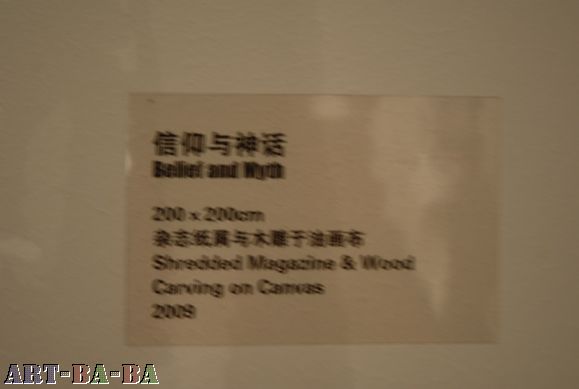 信仰与神话
Belief and Myth
200 x 200cm
杂志纸屑与木雕于油画布
Shredded Magazine & Wood
Carving on Canvas
2009
ART-BA-BA